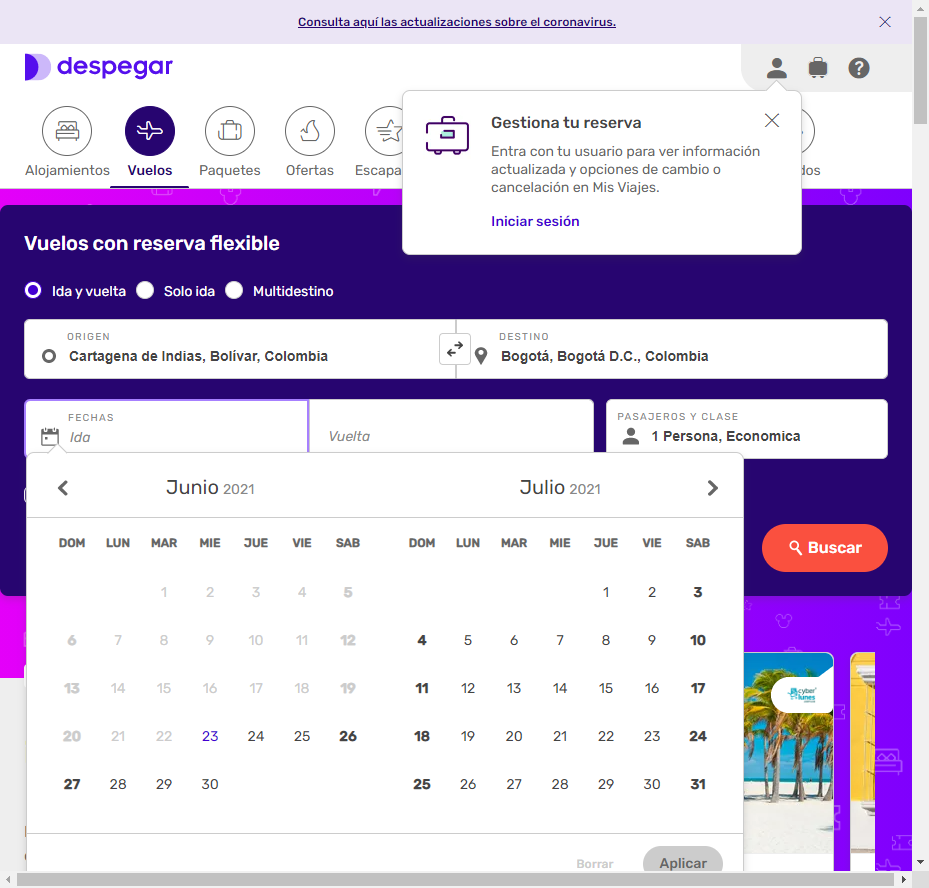 Consulta aquí las actualizaciones sobre el coronavirus.
despegar
Alojamientos
Vuelos
Paquetes
Ofertas
Escapa
dos
Gestiona tu reserva
Entra con tu usuario para ver información
actualizada y opciones de cambio o
cancelación en Mis Viajes.
Iniciar sesión
Vuelos con reserva flexible
Ida y vuelta
Solo ida
Multidestino
ORIGEN
Cartagena de Indias, Bolívar, Colombia
DESTINO
Bogotá, Bogotá D.C., Colombia
FECHAS
Ida
Vuelta
PASAJEROS Y CLASE
1 Persona, Economica
Junio 2021
DOM LUN MAR MIE JUE VIE SAB
1 2 3 4 5
6 7 8 9 10 11 12
13 14 15 16 17 18 19
20 21 22 23 24 25 26
27 28 29 30
Julio 2021
DOM LUN MAR MIE JUE VIE SAB
1 2 3
4 5 6 7 8 9 10
11 12 13 14 15 16 17
18 19 20 21 22 23 24
25 26 27 28 29 30 31
Buscar
cyber
lunes
Borrar
Aplicar